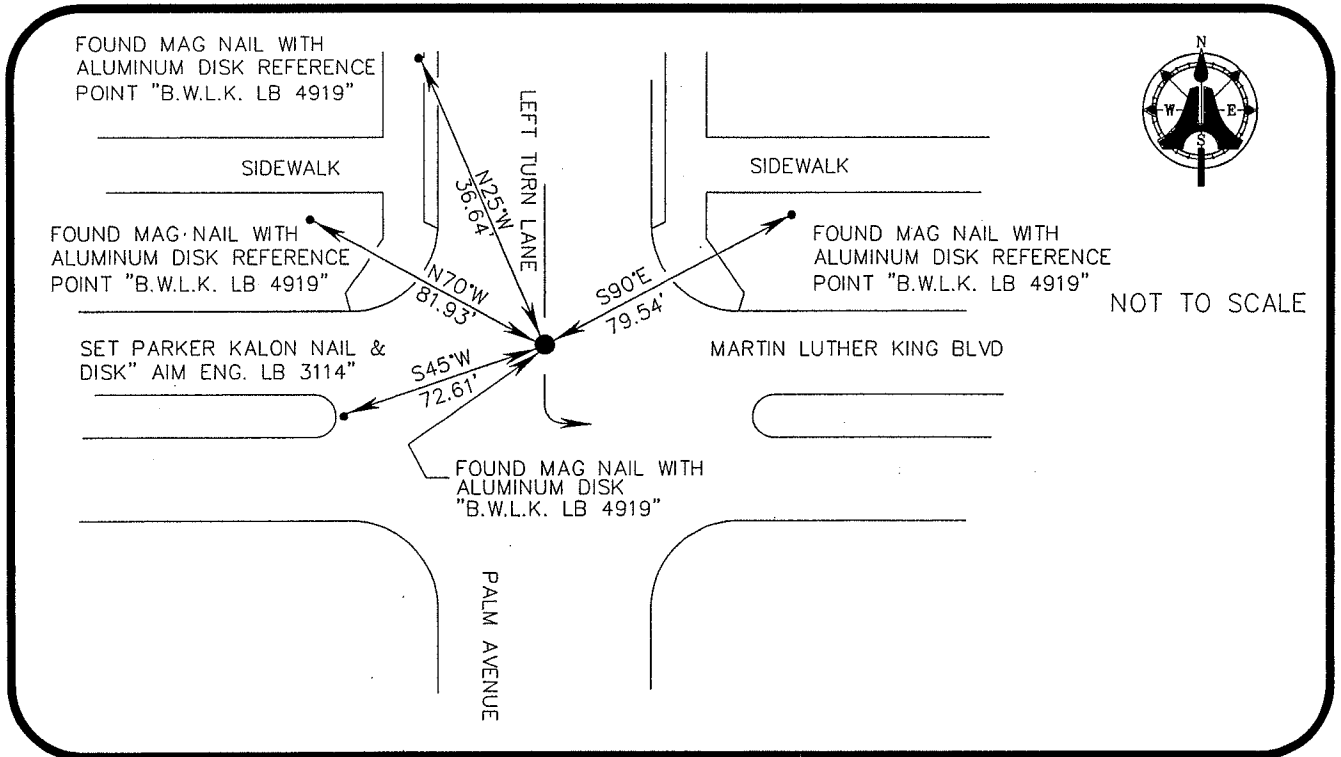 FOUND MAG NAIL WITH
ALUMINUM DISK REFERENCE
POINT "B.W.L.K. LB 4919"
N
W
E
S
SIDEWALK
LEFT TURN LANE
SIDEWALK
N25°W
36.64'
FOUND MAG NAIL WITH
ALUMINUM DISK REFERENCE
POINT "B.W.L.K. LB 4919"
N70°W
81.93'
S90°E
79.54'
FOUND MAG NAIL WITH
ALUMINUM DISK REFERENCE
POINT "B.W.L.K. LB 4919"
NOT TO SCALE
SET PARKER KALON NAIL &
DISK" AIM ENG. LB 3114"
S45°W
72.61'
MARTIN LUTHER KING BLVD
FOUND MAG NAIL WITH
ALUMINUM DISK
"B.W.L.K. LB 4919"
PALM AVENUE